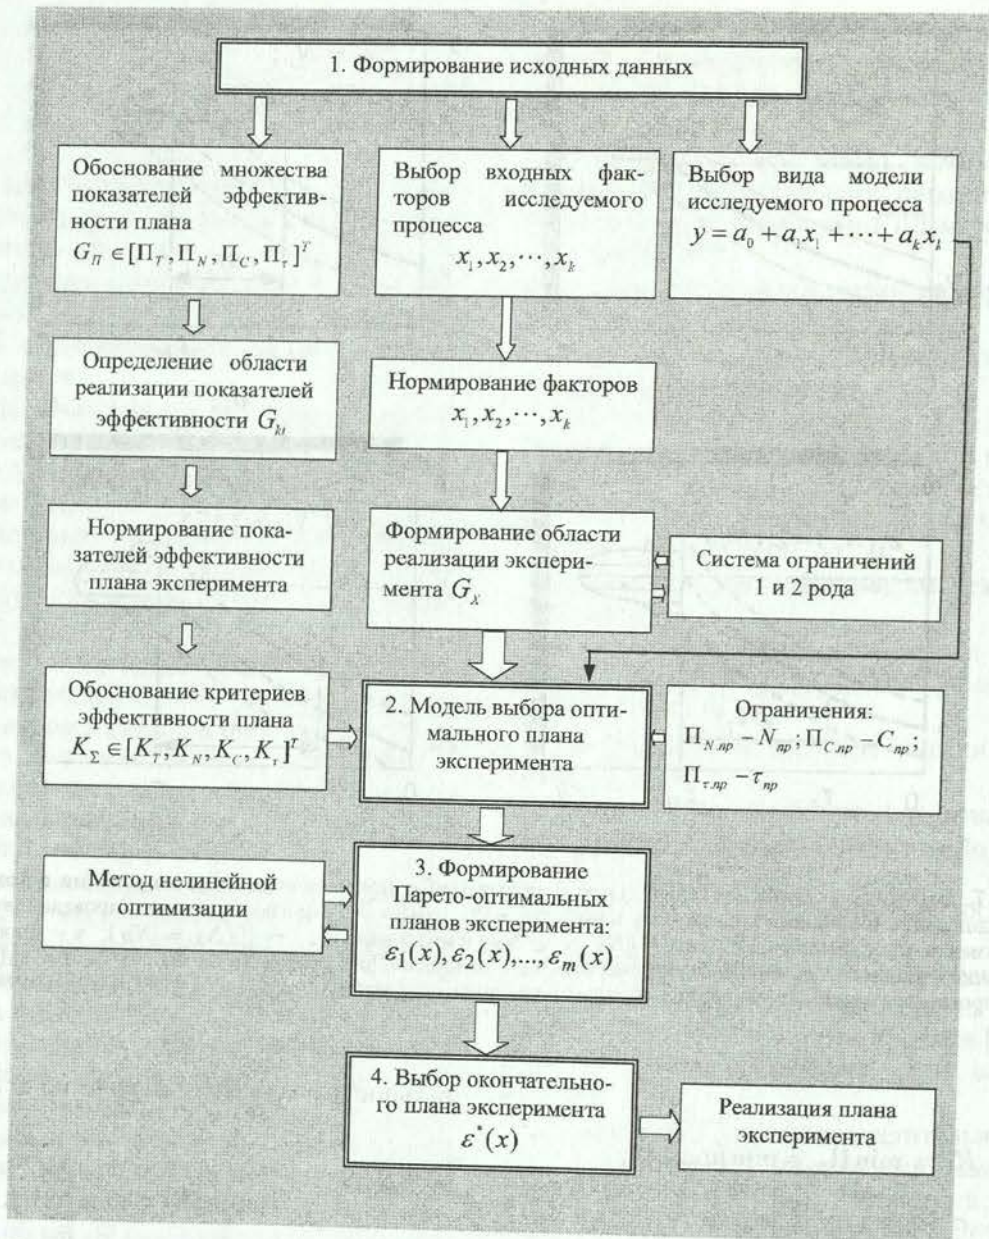 1. Формирование исходных данных
Обоснование множества
показателей эффектив-
ности плана
G_П ∈ [П_T, П_N, П_C, П_τ]^T
Выбор входных фак-
торов исследуемого
процесса
x_1, x_2, ⋯, x_k
Выбор вида модели
исследуемого процесса
y = a_0 + a_1x_1 + ⋯ + a_kx_k
Определение области
реализации показателей
эффективности G_kt
Нормирование факторов
x_1, x_2, ⋯, x_k
Нормирование пока-
зателей эффективности
плана эксперимента
Формирование области
реализации экспери-
мента G_X
Система ограничений
1 и 2 рода
Обоснование критериев
эффективности плана
K_Σ ∈ [K_T, K_N, K_C, K_τ]^T
2. Модель выбора опти-
мального плана
эксперимента
Ограничения:
П_N.пр − N_пр; П_C.пр − C_пр;
П_τ.пр − τ_пр
Метод нелинейной
оптимизации
3. Формирование
Парето-оптимальных
планов эксперимента:
ε_1(x), ε_2(x),..., ε_m(x)
4. Выбор окончательно-
го плана эксперимента
ε^*(x)
Реализация плана
эксперимента